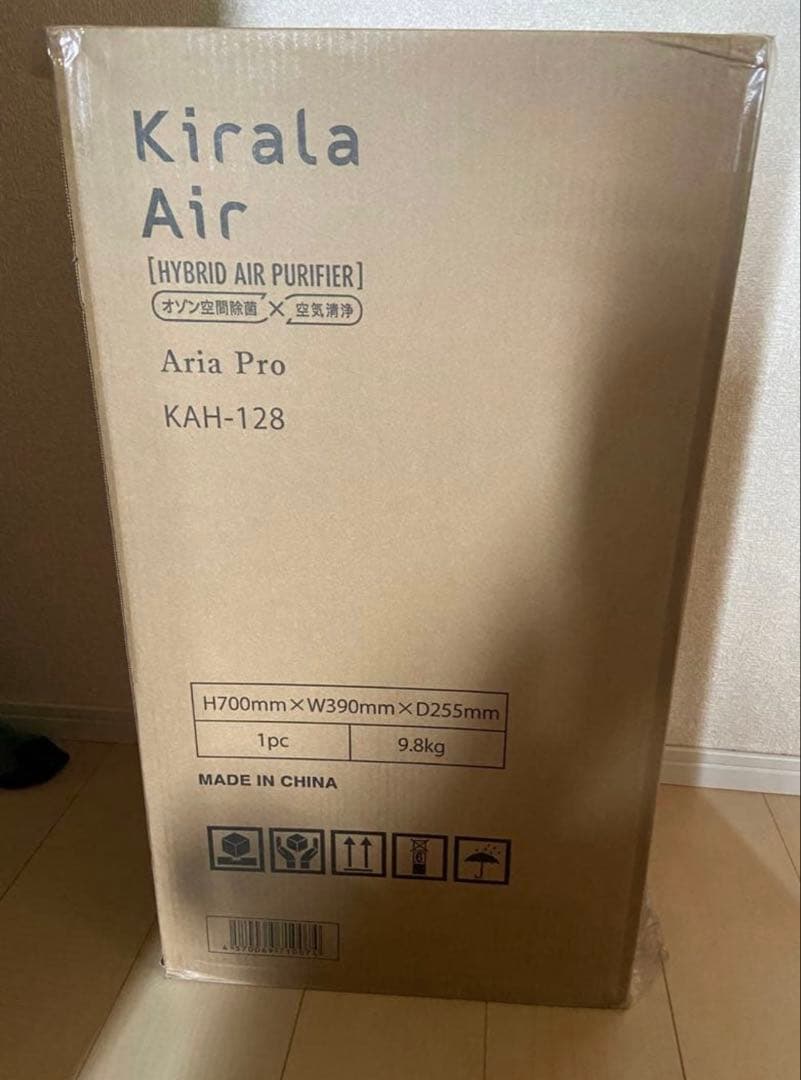 Kirala
Air
[HYBRID AIR PURIFIER]
オゾン空間除菌 × 空気清浄
Aria Pro
KAH-128
H700mm×W390mm×D255mm
1pc 9.8kg
MADE IN CHINA